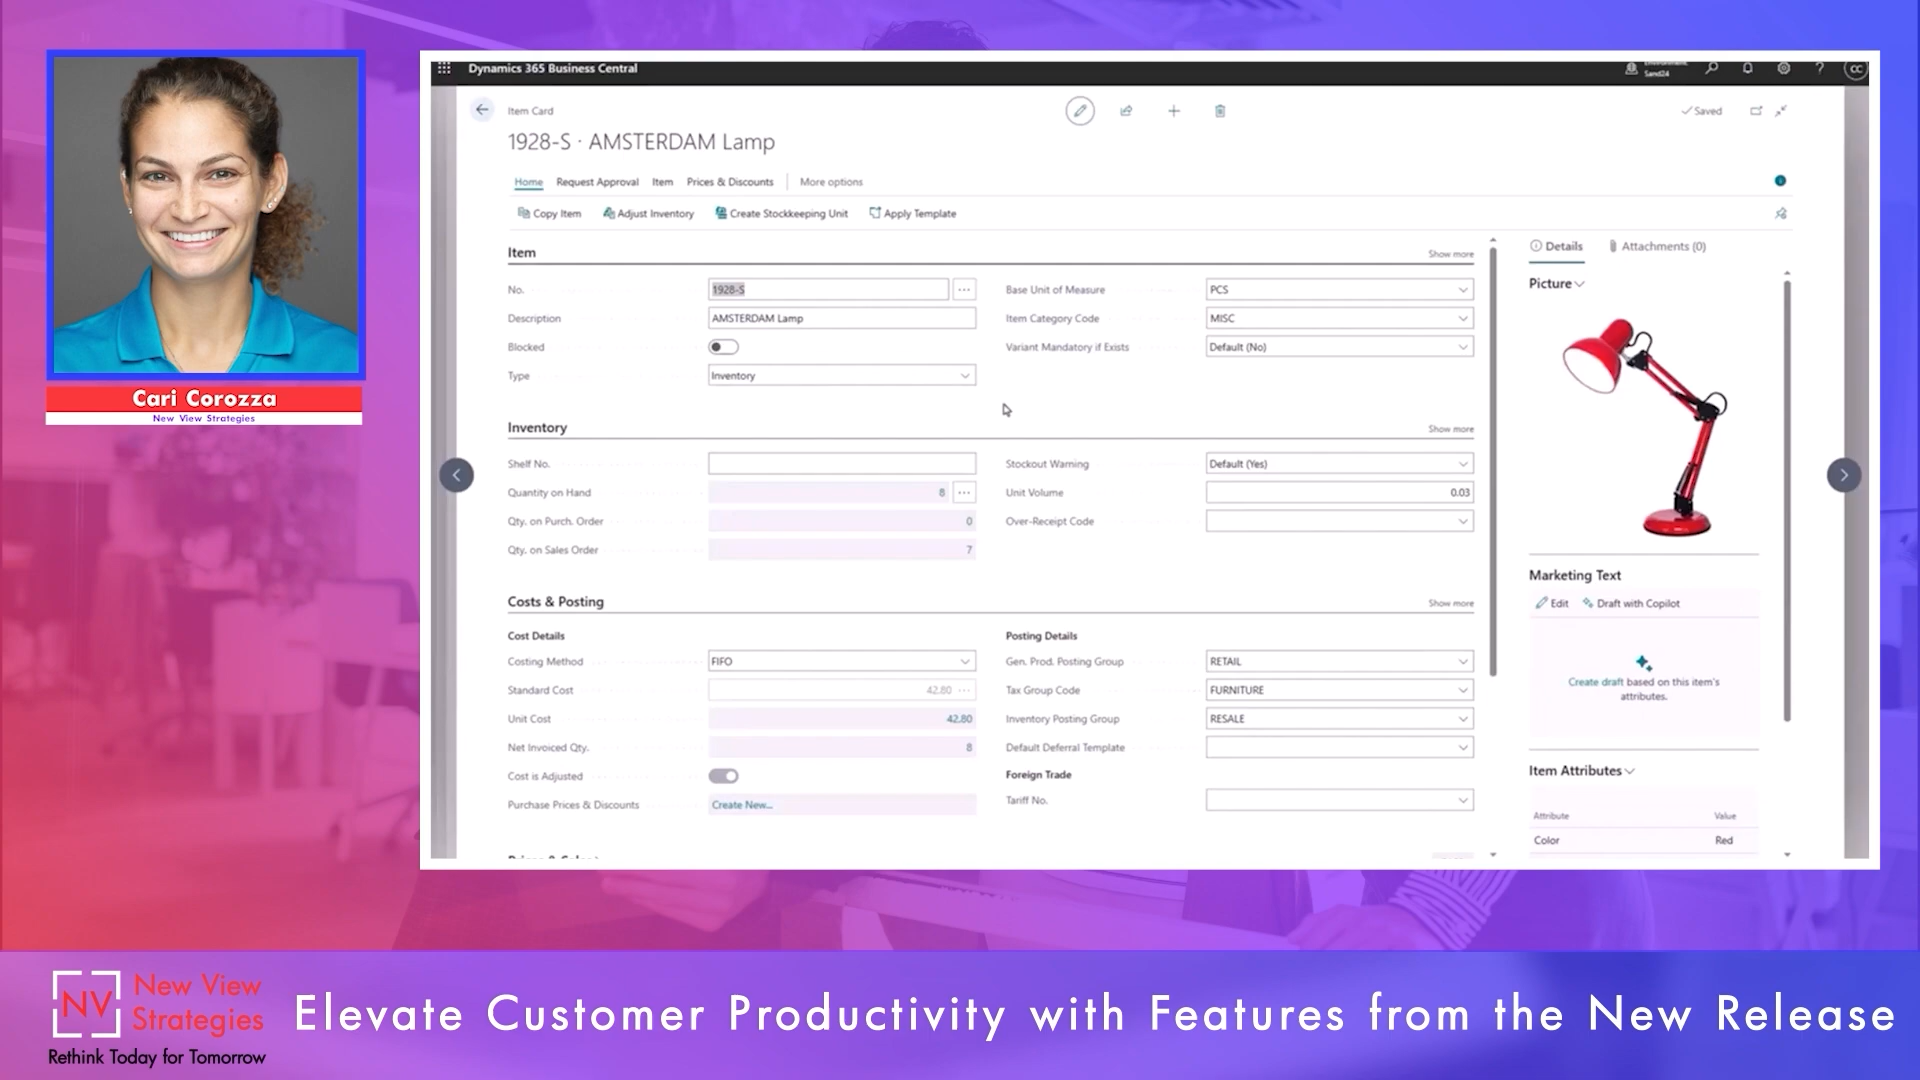 Cari Corozza
New View Strategies
Dynamics 365 Business Central
Sand24
?
CC
Item Card
Saved
1928-S · AMSTERDAM Lamp
Home Request Approval Item Prices & Discounts More options
Copy Item Adjust Inventory Create Stockkeeping Unit Apply Template
Item Show more
No. 1928-S ...
Description AMSTERDAM Lamp
Blocked
Type Inventory
Base Unit of Measure PCS
Item Category Code MISC
Variant Mandatory if Exists Default (No)
Inventory Show more
Shelf No.
Quantity on Hand 8 ...
Qty. on Purch. Order 0
Qty. on Sales Order 7
Stockout Warning Default (Yes)
Unit Volume 0.03
Over-Receipt Code
Costs & Posting Show more
Cost Details
Costing Method FIFO
Standard Cost 42.80 ...
Unit Cost 42.80
Net Invoiced Qty. 8
Cost is Adjusted
Purchase Prices & Discounts Create New...
Posting Details
Gen. Prod. Posting Group RETAIL
Tax Group Code FURNITURE
Inventory Posting Group RESALE
Default Deferral Template
Foreign Trade
Tariff No.
Details Attachments (0)
Picture
Marketing Text
Edit Draft with Copilot
Create draft based on this item's
attributes.
Item Attributes
Attribute Value
Color Red
NV New View
Strategies
Rethink Today for Tomorrow
Elevate Customer Productivity with Features from the New Release